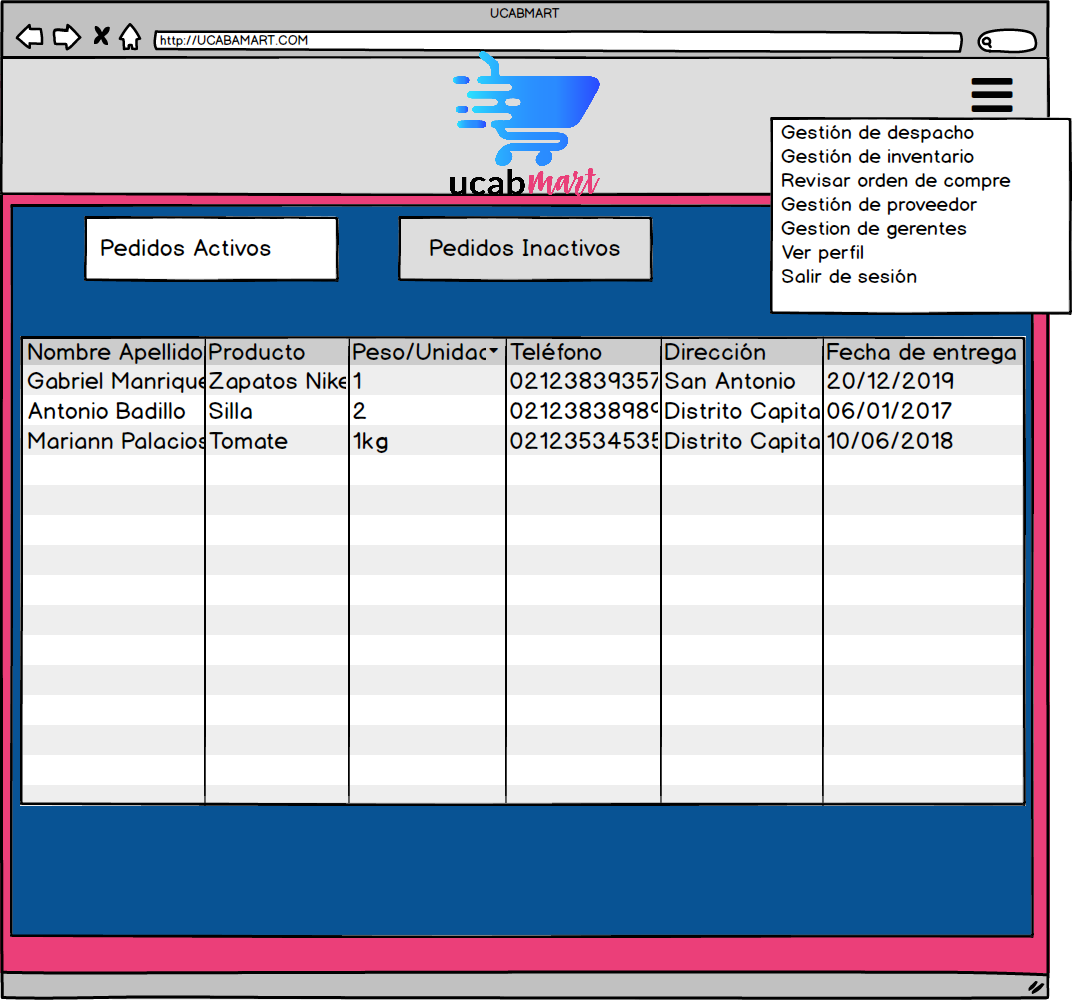 UCABMART
http://UCABAMART.COM
ucabmart
Gestión de despacho
Gestión de inventario
Revisar orden de compre
Gestión de proveedor
Gestion de gerentes
Ver perfil
Salir de sesión
Pedidos Activos
Pedidos Inactivos
Nombre Apellido Producto Peso/Unidac Teléfono Dirección Fecha de entrega
Gabriel Manrique Zapatos Nike 1 02123839357 San Antonio 20/12/2019
Antonio Badillo Silla 2 02123838989 Distrito Capita 06/01/2017
Mariann Palacios Tomate 1kg 02123534535 Distrito Capita 10/06/2018